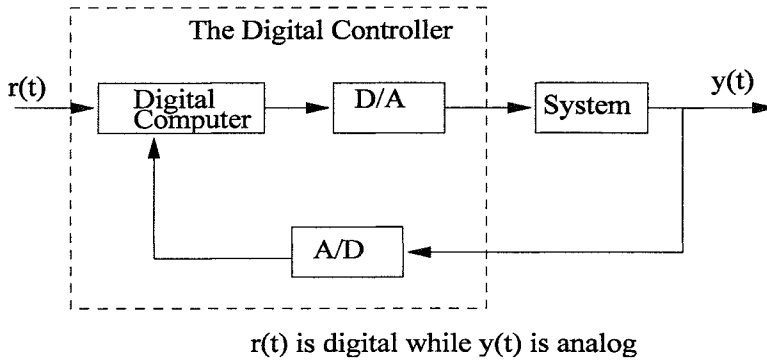 The Digital Controller
r(t)
Digital
Computer
D/A
System
y(t)
A/D
r(t) is digital while y(t) is analog